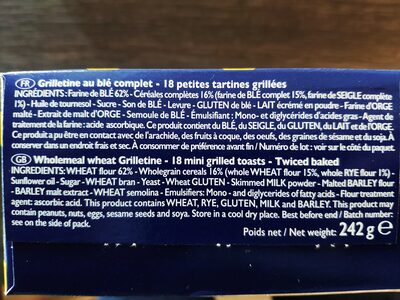 FR Grilletine au blé complet - 18 petites tartines grillées
INGRÉDIENTS : Farine de BLÉ 62% - Céréales complètes 16% (farine de BLÉ complet 15%, farine de SEIGLE complète
1%) - Huile de tournesol - Sucre - Son de BLÉ - Levure - GLUTEN de blé - LAIT écrémé en poudre - Farine d'ORGE
malté - Extrait de malt d'ORGE - Semoule de BLÉ - Émulsifiant : Mono- et diglycérides d'acides gras - Agent de
traitement de la farine : acide ascorbique. Ce produit contient du BLÉ, du SEIGLE, du GLUTEN, du LAIT et de l'ORGE.
Ce produit a pu être en contact avec de l'arachide, des fruits à coque, des oeufs, des graines de sésame et du soja. À
conserver dans un endroit frais et sec. À consommer de préférence avant fin / Numéro de lot : voir sur le côté du paquet.
GB Wholemeal wheat Grilletine - 18 mini grilled toasts - Twiced baked
INGREDIENTS: WHEAT flour 62% - Wholegrain cereals 16% (whole WHEAT flour 15%, whole RYE flour 1%) -
Sunflower oil - Sugar - WHEAT bran - Yeast - Wheat GLUTEN - Skimmed MILK powder - Malted BARLEY flour
- BARLEY malt extract - WHEAT semolina - Emulsifiers: Mono- and diglycerides of fatty acids - Flour treatment
agent: ascorbic acid. This product contains WHEAT, RYE, GLUTEN, MILK and BARLEY. This product may
contain peanuts, nuts, eggs, sesame seeds and soya. Store in a cool dry place. Best before end / Batch number:
see on the side of pack.
Poids net / Net weight: 242 g e